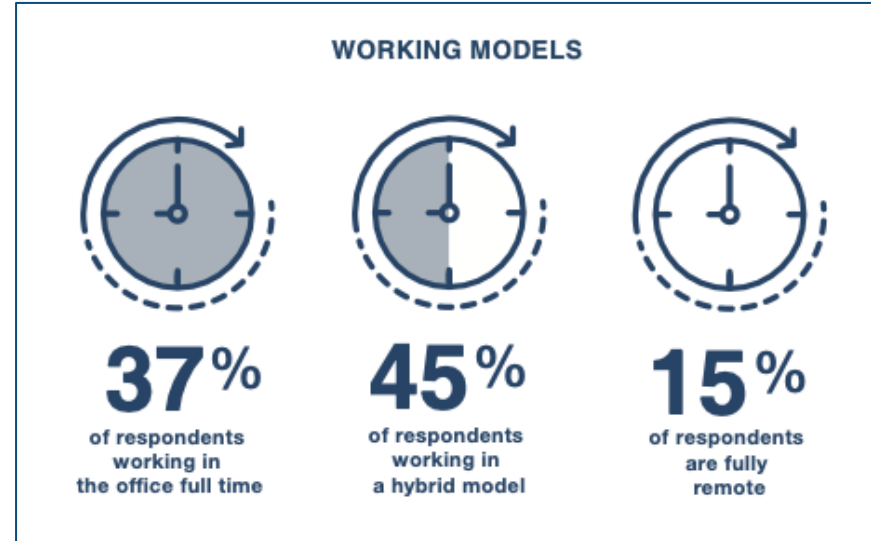 WORKING MODELS
37%
of respondents
working in
the office full time
45%
of respondents
working in
a hybrid model
15%
of respondents
are fully
remote